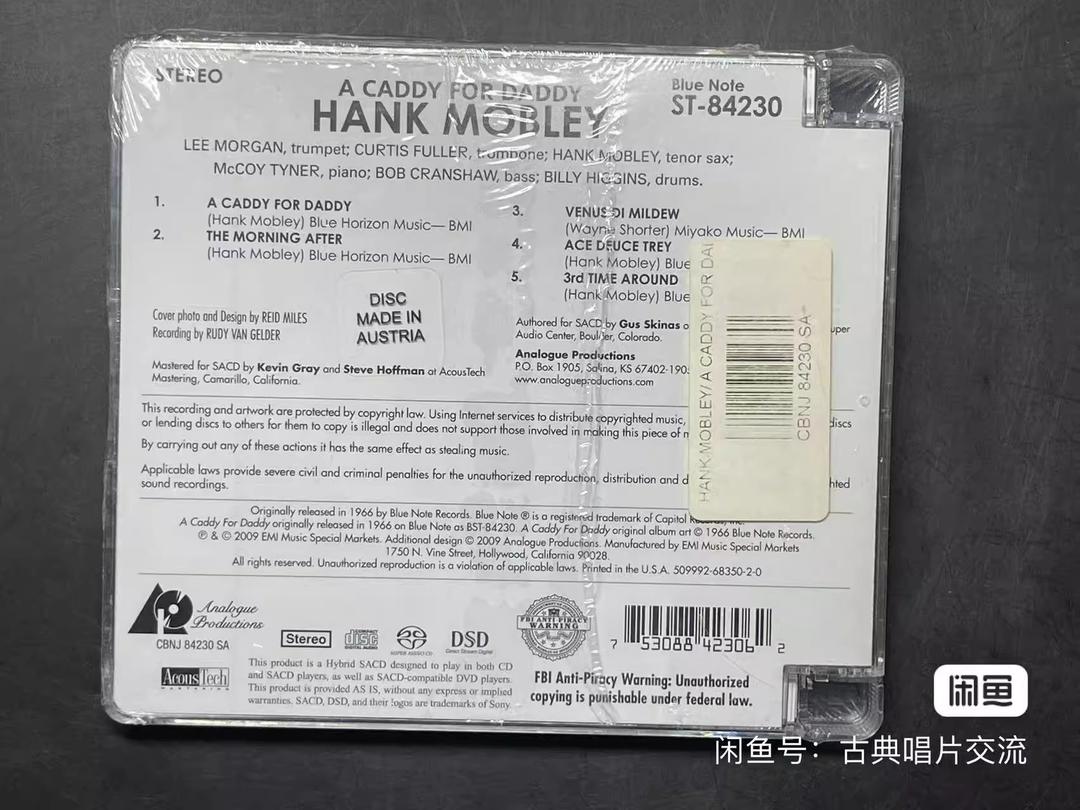 STEREO
A CADDY FOR DADDY
HANK MOBLEY
Blue Note
ST-84230
LEE MORGAN, trumpet; CURTIS FULLER, trombone; HANK MOBLEY, tenor sax;
McCOY TYNER, piano; BOB CRANSHAW, bass; BILLY HIGGINS, drums.
1. A CADDY FOR DADDY
(Hank Mobley) Blue Horizon Music— BMI
2. THE MORNING AFTER
(Hank Mobley) Blue Horizon Music— BMI
3. VENUS DI MILDEW
(Wayne Shorter) Miyako Music— BMI
4. ACE DEUCE TREY
(Hank Mobley) Blue
5. 3rd TIME AROUND
(Hank Mobley) Blue
DISC
MADE IN
AUSTRIA
Cover photo and Design by REID MILES
Recording by RUDY VAN GELDER
Mastered for SACD by Kevin Gray and Steve Hoffman at AcousTech
Mastering, Camarillo, California.
Authored for SACD by Gus Skinas o uper
Audio Center, Boulder, Colorado.
Analogue Productions
P.O. Box 1905, Salina, KS 67402-190
www.analogueproductions.com
HANK MOBLEY/ A CADDY FOR DAI
CBNJ 84230 SA
This recording and artwork are protected by copyright law. Using Internet services to distribute copyrighted music, discs
or lending discs to others for them to copy is illegal and does not support those involved in making this piece of m
By carrying out any of these actions it has the same effect as stealing music.
Applicable laws provide severe civil and criminal penalties for the unauthorized reproduction, distribution and d ghted
sound recordings.
Originally released in 1966 by Blue Note Records. Blue Note ® is a registered trademark of Capitol Records, Inc.
A Caddy For Daddy originally released in 1966 on Blue Note as BST-84230. A Caddy For Daddy original album art © 1966 Blue Note Records.
℗ & © 2009 EMI Music Special Markets. Additional design © 2009 Analogue Productions. Manufactured by EMI Music Special Markets
1750 N. Vine Street, Hollywood, California 90028.
All rights reserved. Unauthorized reproduction is a violation of applicable laws. Printed in the U.S.A. 509992-68350-2-0
Analogue
Productions
CBNJ 84230 SA
AcousTech
MASTERING
Stereo
COMPACT
disc
DIGITAL AUDIO
SUPER AUDIO CD
DSD
Direct Stream Digital
This product is a Hybrid SACD designed to play in both CD
and SACD players, as well as SACD-compatible DVD players.
This product is provided AS IS, without any express or implied
warranties. SACD, DSD, and their logos are trademarks of Sony.
FBI ANTI-PIRACY
WARNING
FBI Anti-Piracy Warning: Unauthorized
copying is punishable under federal law.
7 53088 42306 2
闲鱼
闲鱼号：古典唱片交流